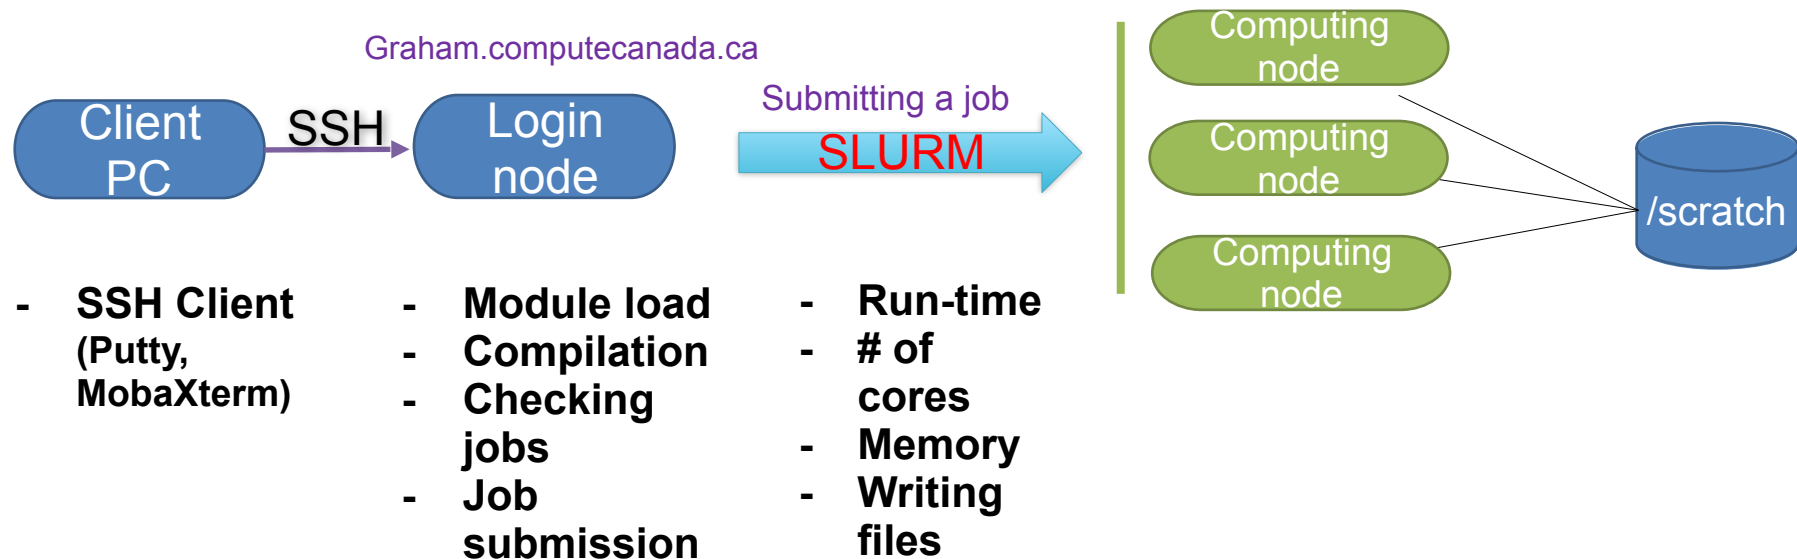 Graham.computecanada.ca
Client
PC
SSH
Login
node
Submitting a job
SLURM
Computing
node
Computing
node
Computing
node
/scratch
- SSH Client
(Putty,
MobaXterm)
- Module load
- Compilation
- Checking
jobs
- Job
submission
- Run-time
- # of
cores
- Memory
- Writing
files